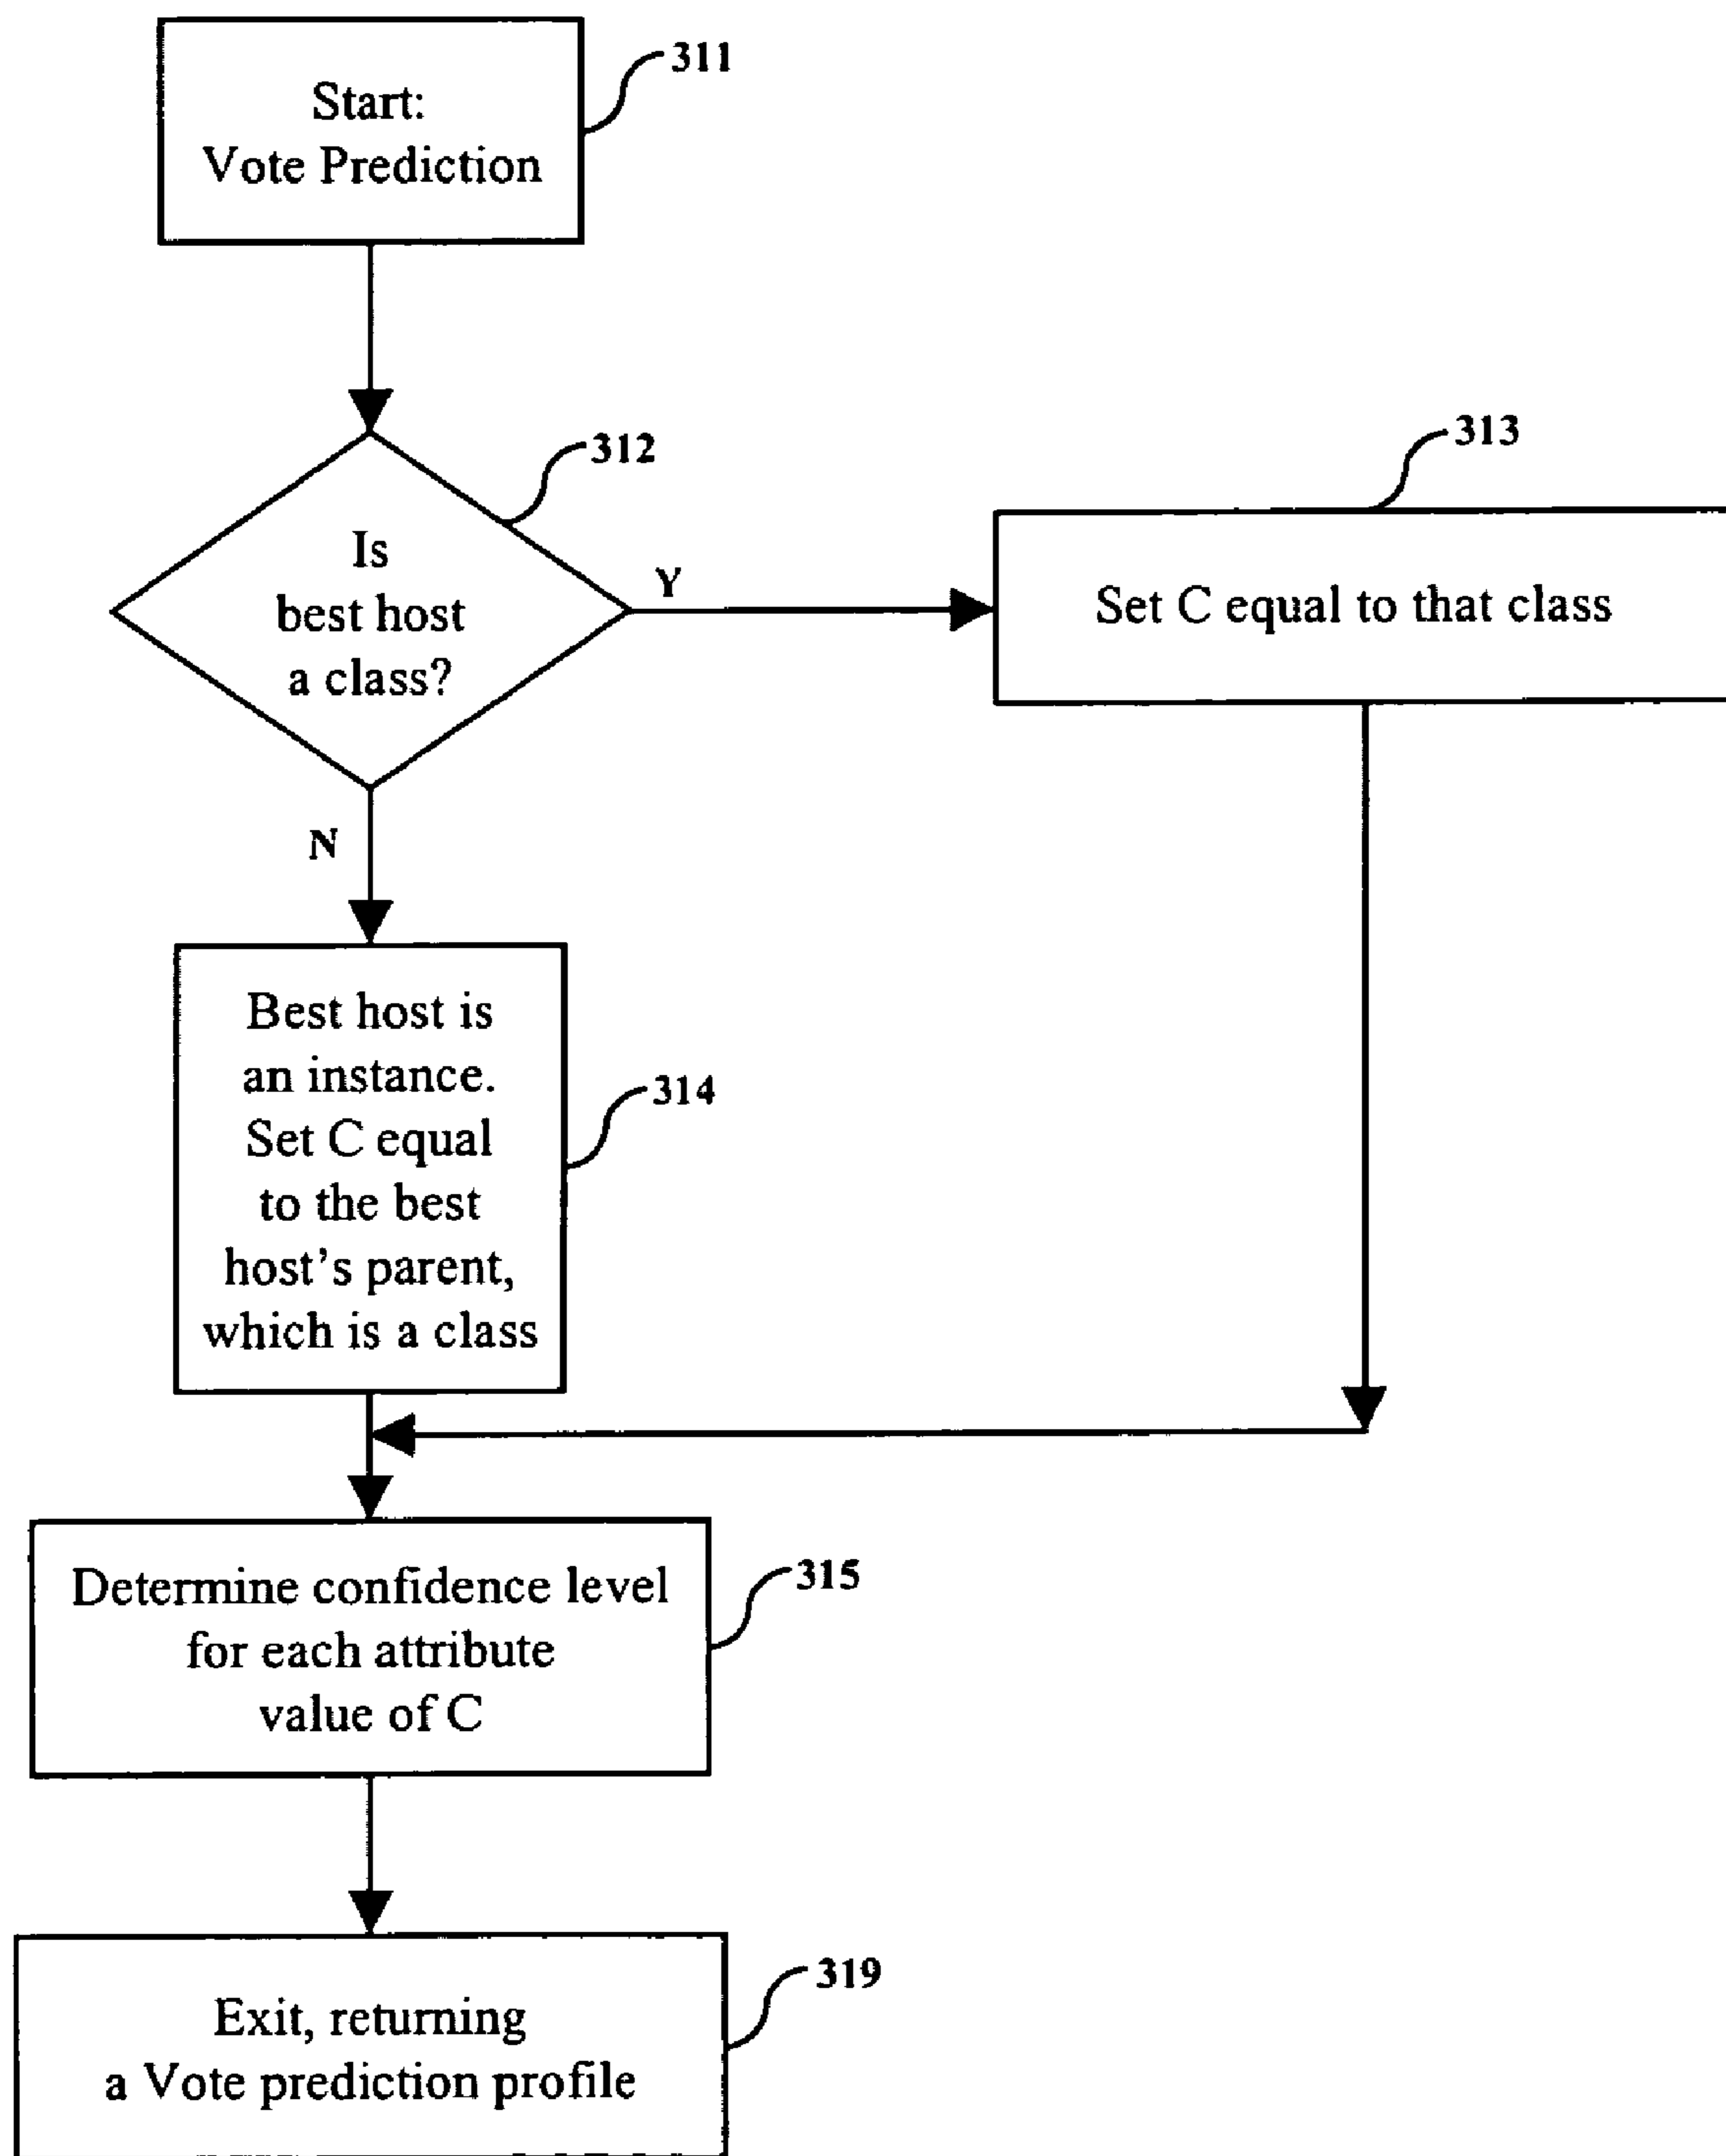 311
Start:
Vote Prediction
312
313
Is
best host
a class?
Y
Set C equal to that class
N
Best host is
an instance.
Set C equal
to the best
host's parent,
which is a class
314
315
Determine confidence level
for each attribute
value of C
319
Exit, returning
a Vote prediction profile